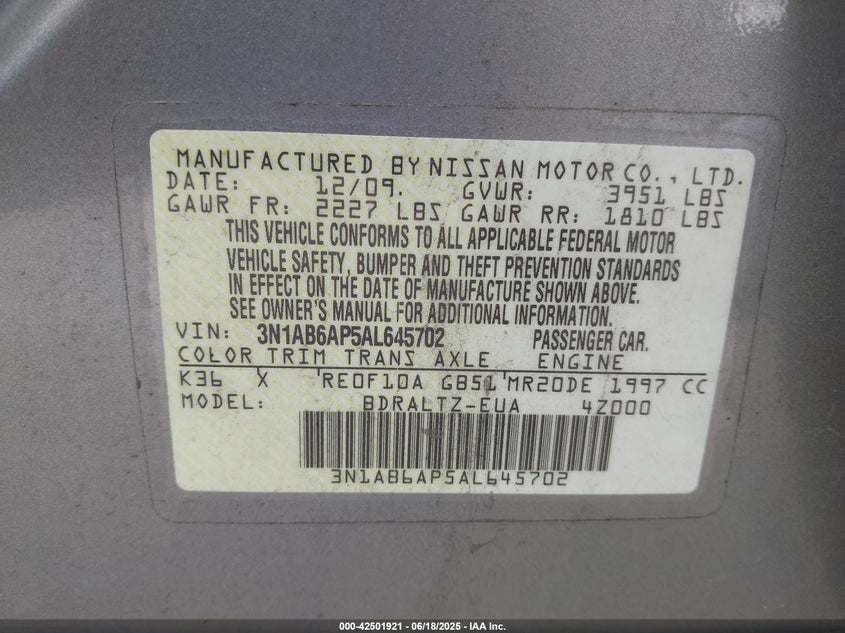 MANUFACTURED BY NISSAN MOTOR CO., LTD.
DATE: 12/09. GVWR: 3951 LBS
GAWR FR: 2227 LBS GAWR RR: 1810 LBS
THIS VEHICLE CONFORMS TO ALL APPLICABLE FEDERAL MOTOR
VEHICLE SAFETY, BUMPER AND THEFT PREVENTION STANDARDS
IN EFFECT ON THE DATE OF MANUFACTURE SHOWN ABOVE.
SEE OWNER'S MANUAL FOR ADDITIONAL INFORMATION.
VIN: 3N1AB6AP5AL645702 PASSENGER CAR.
COLOR TRIM TRANS AXLE ENGINE
K36 X 'RE0F10A GB51'MR20DE 1997 CC
MODEL: BDRALTZ-EUA 4Z000
3N1AB6AP5AL645702
000-42501921 - 06/18/2025 - IAA Inc.